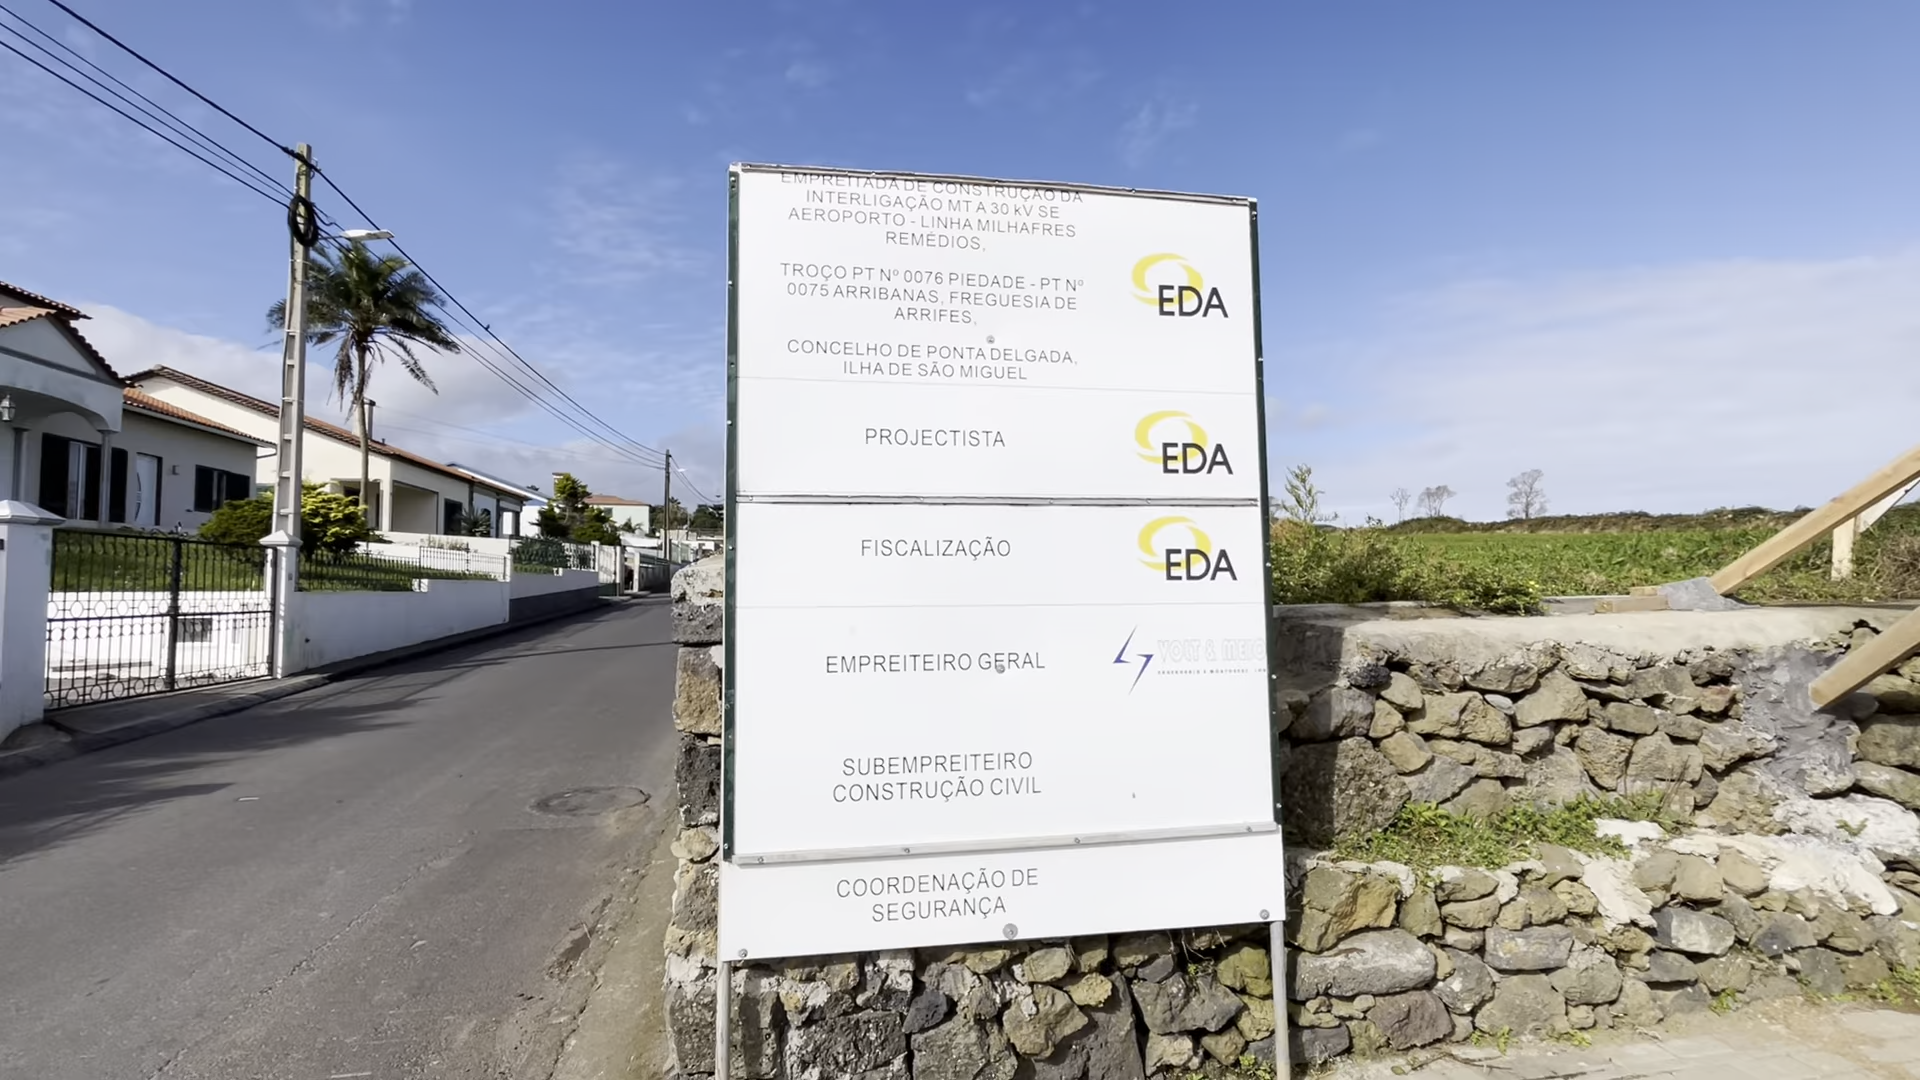 EMPREITADA DE CONSTRUÇÃO DA
INTERLIGAÇÃO MT A 30 kV SE
AEROPORTO - LINHA MILHAFRES
REMÉDIOS,
TROÇO PT Nº 0076 PIEDADE - PT Nº
0075 ARRIBANAS, FREGUESIA DE
ARRIFES,
CONCELHO DE PONTA DELGADA,
ILHA DE SÃO MIGUEL
EDA
PROJECTISTA
EDA
FISCALIZAÇÃO
EDA
EMPREITEIRO GERAL
VOLT & MEIO
SUBEMPREITEIRO
CONSTRUÇÃO CIVIL
COORDENAÇÃO DE
SEGURANÇA